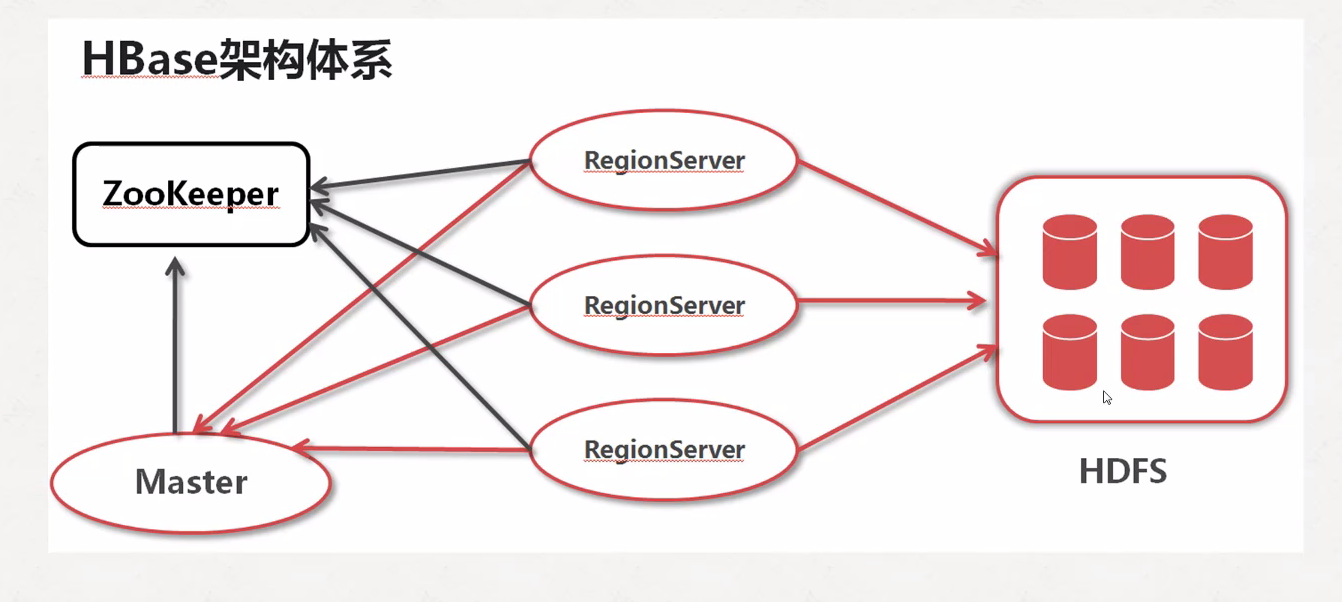 HBase架构体系
ZooKeeper
RegionServer
RegionServer
RegionServer
Master
HDFS